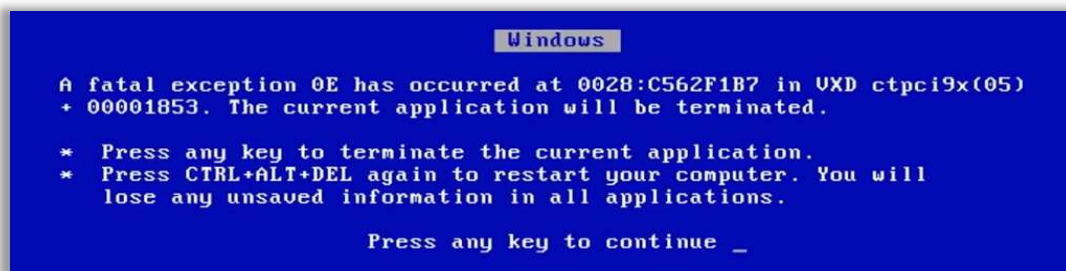 Windows
A fatal exception 0E has occurred at 0028:C562F1B7 in VXD ctpci9x(05)
+ 00001853. The current application will be terminated.
* Press any key to terminate the current application.
* Press CTRL+ALT+DEL again to restart your computer. You will
lose any unsaved information in all applications.
Press any key to continue _